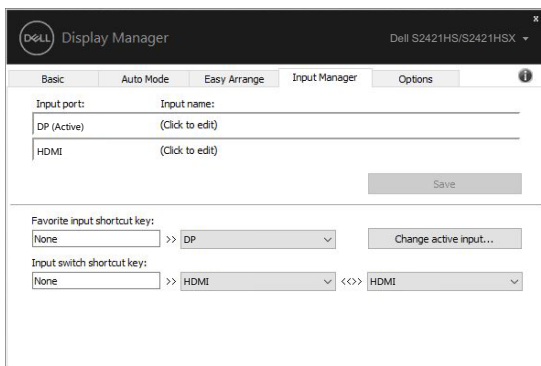 x
DELL Display Manager Dell S2421HS/S2421HSX
Basic Auto Mode Easy Arrange Input Manager Options i
Input port: Input name:
DP (Active) (Click to edit)
HDMI (Click to edit)
Save
Favorite input shortcut key:
None >> DP Change active input...
Input switch shortcut key:
None >> HDMI <<>> HDMI